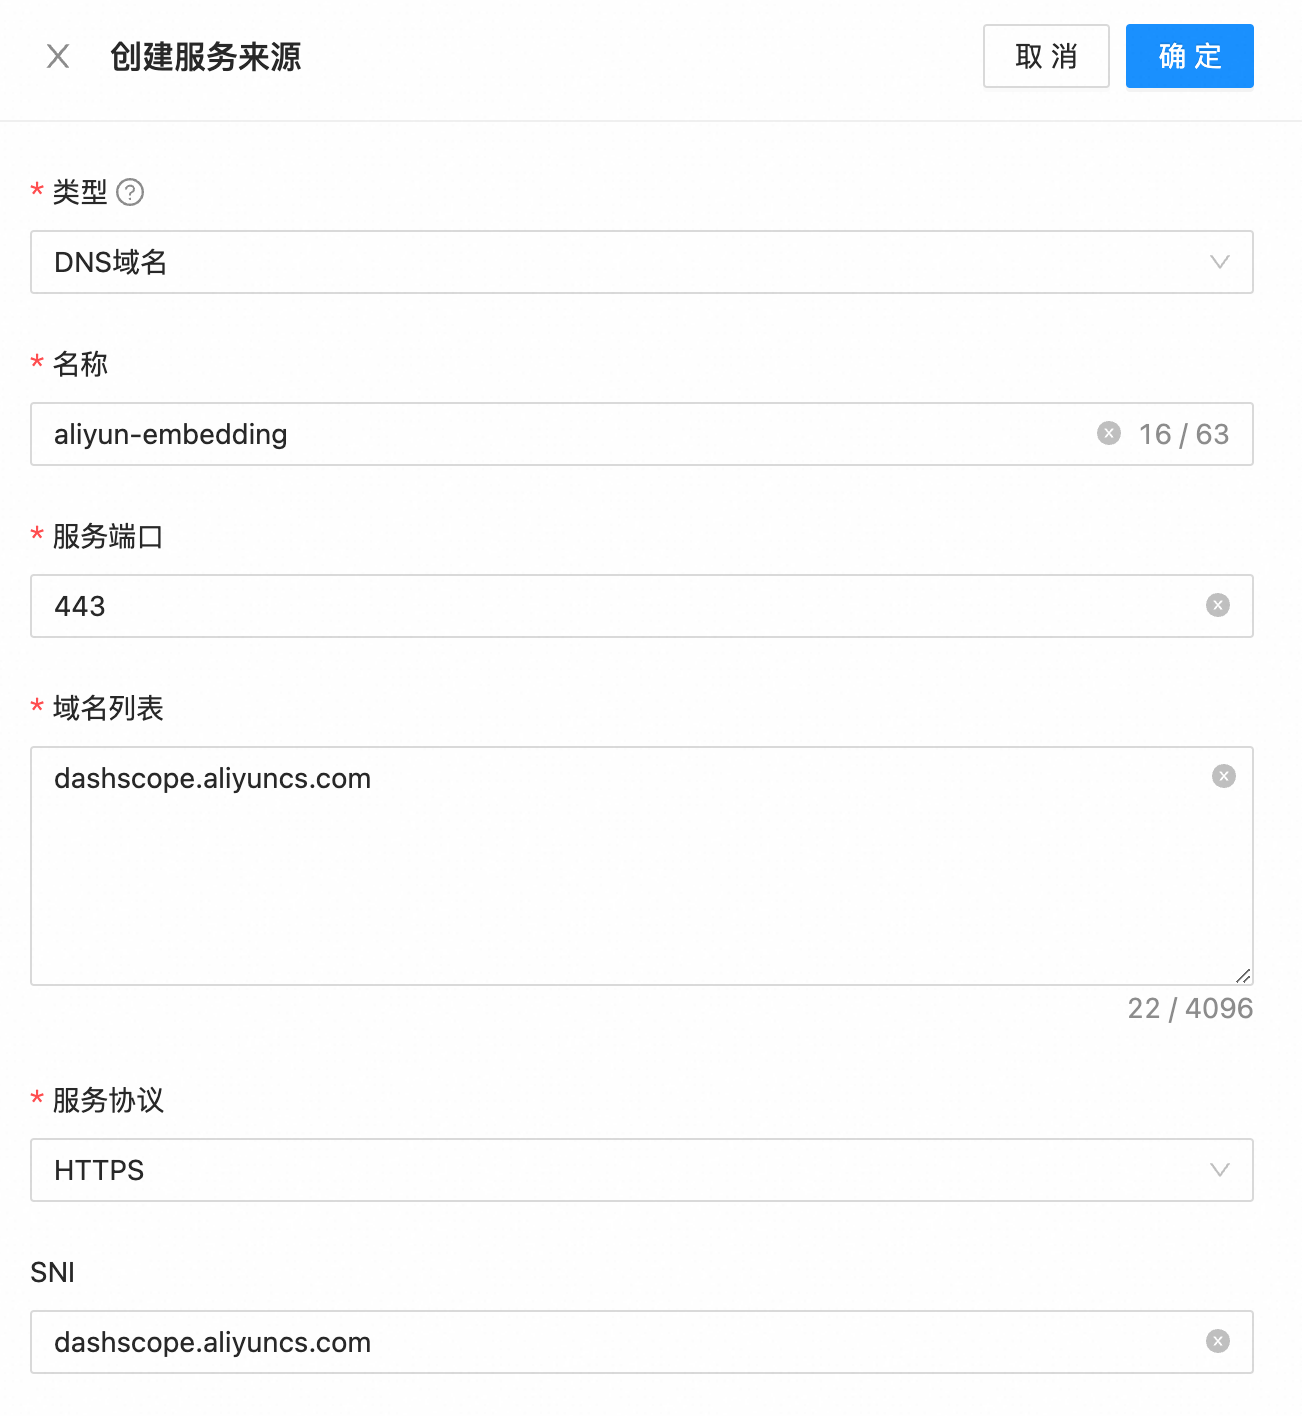 创建服务来源
取 消
确 定
* 类型
DNS域名
* 名称
aliyun-embedding
16 / 63
* 服务端口
443
* 域名列表
dashscope.aliyuncs.com
22 / 4096
* 服务协议
HTTPS
SNI
dashscope.aliyuncs.com